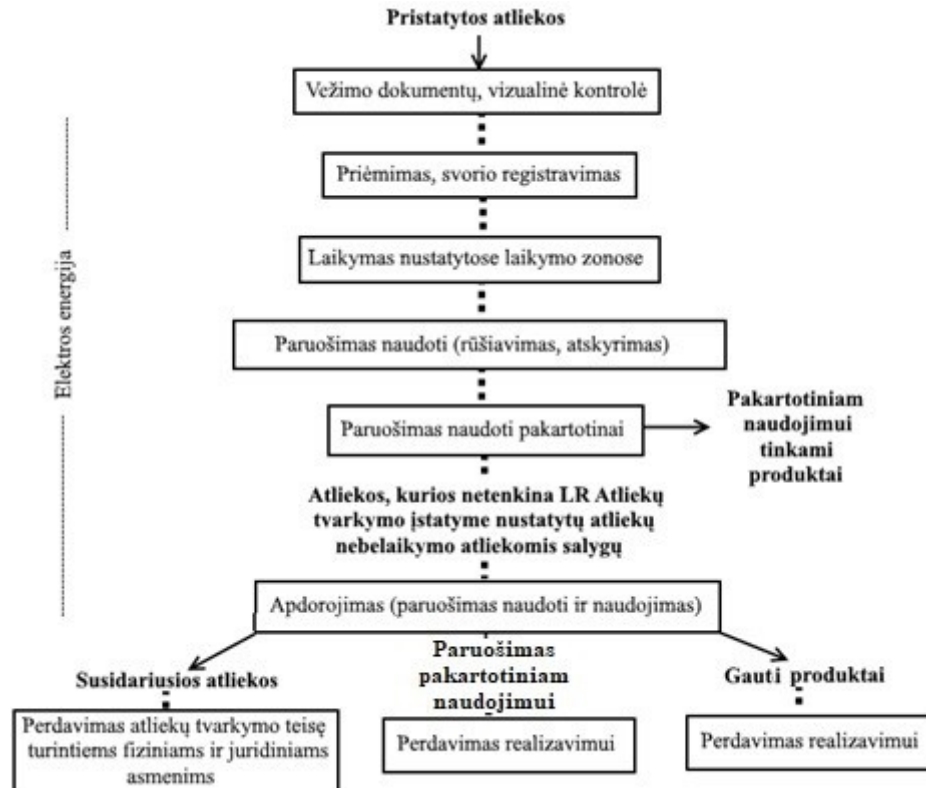 Pristatytos atliekos
Vežimo dokumentų, vizualinė kontrolė
Priėmimas, svorio registravimas
Laikymas nustatytose laikymo zonose
Elektros energija
Paruošimas naudoti (rūšiavimas, atskyrimas)
Paruošimas naudoti pakartotinai
Pakartotiniam
naudojimui
tinkami
produktai
Atliekos, kurios netenkina LR Atliekų
tvarkymo įstatyme nustatytų atliekų
nebelaikymo atliekomis salygų
Apdorojimas (paruošimas naudoti ir naudojimas)
Susidariusios atliekos
Perdavimas atliekų tvarkymo teisę
turintiems fiziniams ir juridiniams
asmenims
Paruošimas
pakartotiniam
naudojimui
Perdavimas realizavimui
Gauti produktai
Perdavimas realizavimui